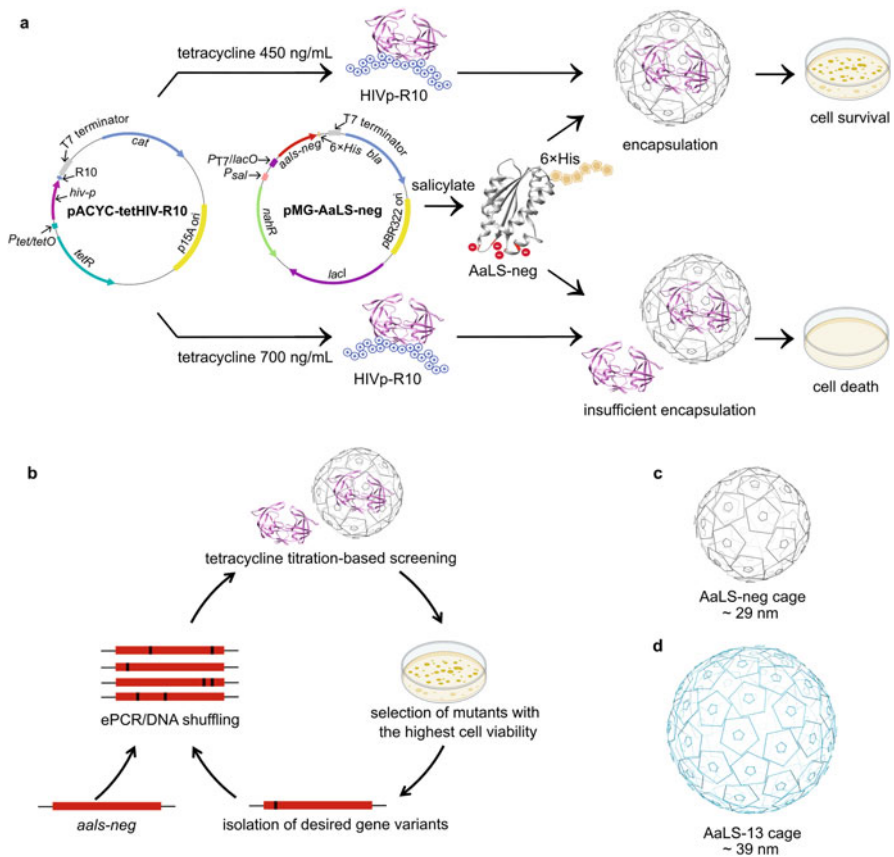 a
tetracycline 450 ng/mL
HIVp-R10
encapsulation
cell survival
T7 terminator
cat
R10
hiv-p
pACYC-tetHIV-R10
Ptet/tetO
tetR
p15A ori
T7 terminator
aals-neg
6×His
bla
PT7/lacO
Psal
pMG-AaLS-neg
nahR
pBR322 ori
lacI
salicylate
6×His
AaLS-neg
tetracycline 700 ng/mL
HIVp-R10
insufficient encapsulation
cell death
b
tetracycline titration-based screening
ePCR/DNA shuffling
selection of mutants with
the highest cell viability
aals-neg
isolation of desired gene variants
c
AaLS-neg cage
~ 29 nm
d
AaLS-13 cage
~ 39 nm